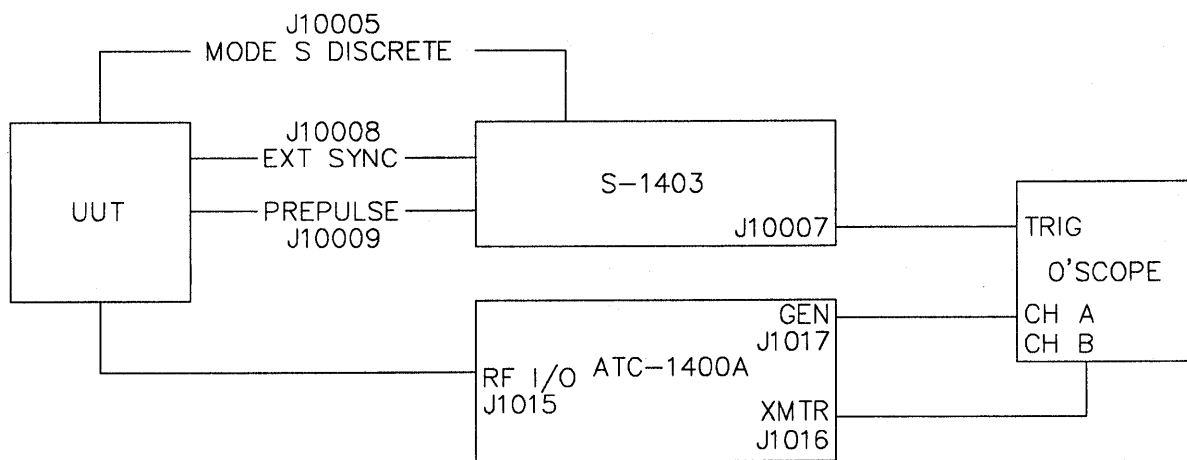 J10005
MODE S DISCRETE
J10008
EXT SYNC
UUT
PREPULSE
J10009
S-1403
J10007
TRIG
O'SCOPE
CH A
CH B
GEN
J1017
RF I/O
J1015
ATC-1400A
XMTR
J1016